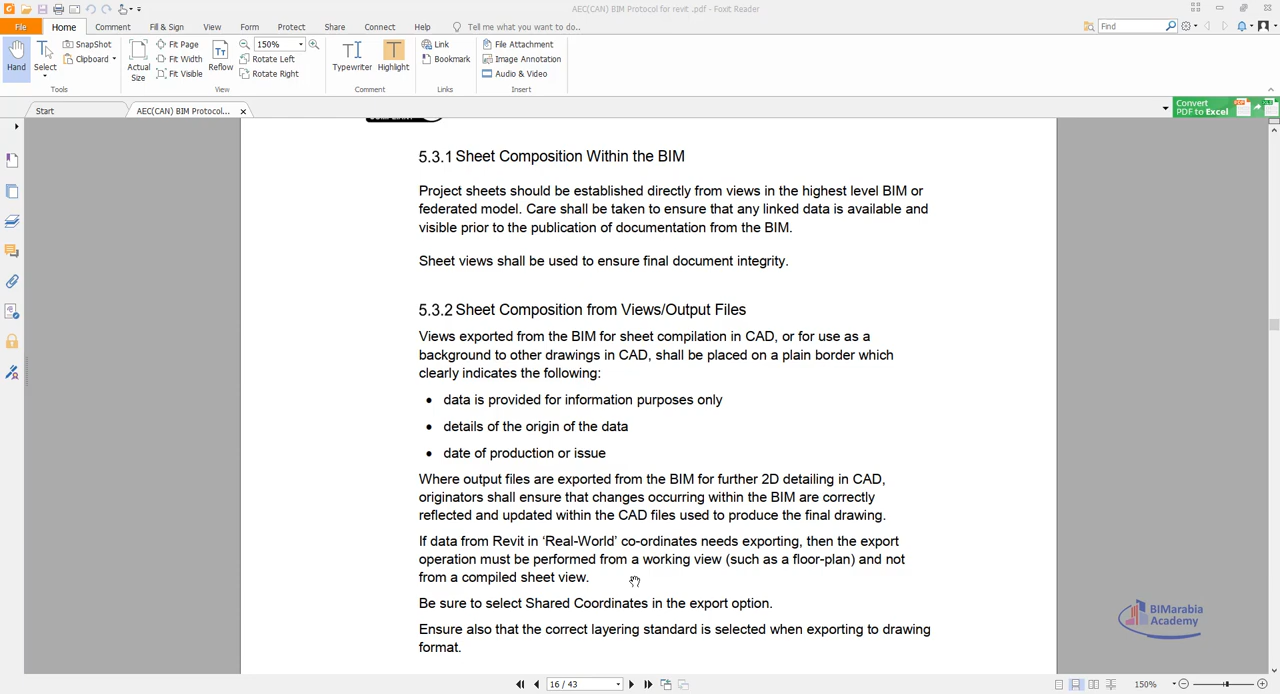 AEC(CAN) BIM Protocol for revit .pdf - Foxit Reader
File Home Comment Fill & Sign View Form Protect Share Connect Help Tell me what you want to do.. Find
Hand Select SnapShot Clipboard Tools
Actual Size Fit Page Fit Width Fit Visible Reflow 150% Rotate Left Rotate Right View
Typewriter Highlight Comment
Link Bookmark Links
File Attachment Image Annotation Audio & Video Insert
Start AEC(CAN) BIM Protocol...
Convert
PDF to Excel
5.3.1 Sheet Composition Within the BIM
Project sheets should be established directly from views in the highest level BIM or
federated model. Care shall be taken to ensure that any linked data is available and
visible prior to the publication of documentation from the BIM.
Sheet views shall be used to ensure final document integrity.
5.3.2 Sheet Composition from Views/Output Files
Views exported from the BIM for sheet compilation in CAD, or for use as a
background to other drawings in CAD, shall be placed on a plain border which
clearly indicates the following:
• data is provided for information purposes only
• details of the origin of the data
• date of production or issue
Where output files are exported from the BIM for further 2D detailing in CAD,
originators shall ensure that changes occurring within the BIM are correctly
reflected and updated within the CAD files used to produce the final drawing.
If data from Revit in ‘Real-World’ co-ordinates needs exporting, then the export
operation must be performed from a working view (such as a floor-plan) and not
from a compiled sheet view.
Be sure to select Shared Coordinates in the export option.
Ensure also that the correct layering standard is selected when exporting to drawing
format.
BIMarabia
Academy
16 / 43
150%